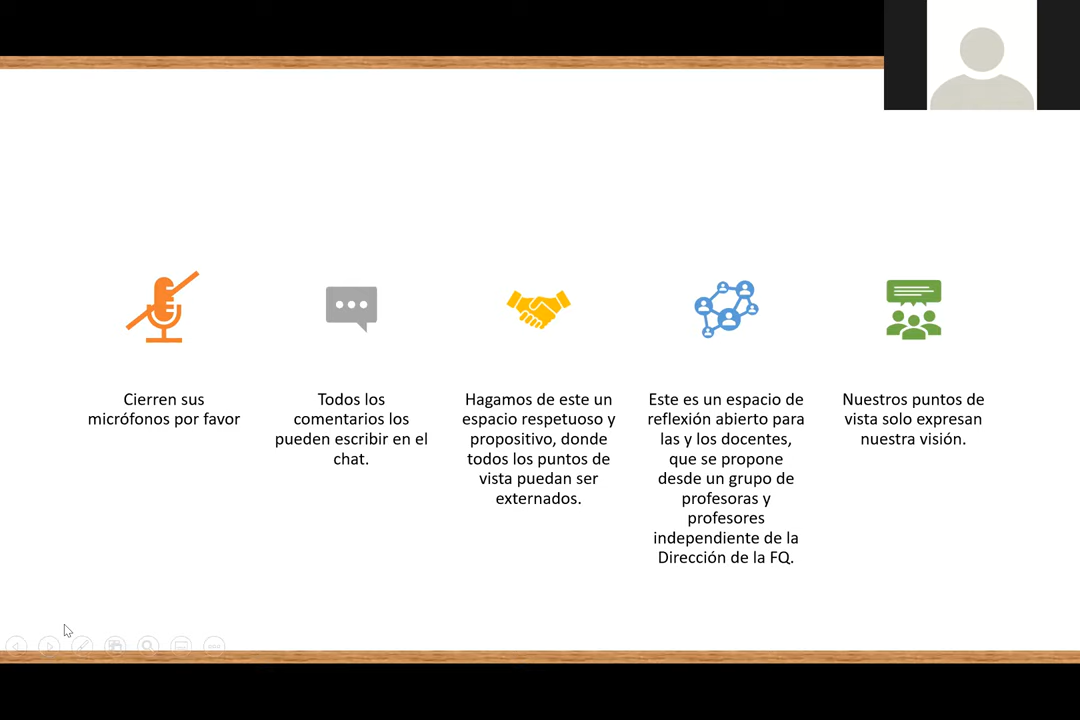 Cierren sus
micrófonos por favor
Todos los
comentarios los
pueden escribir en el
chat.
Hagamos de este un
espacio respetuoso y
propositivo, donde
todos los puntos de
vista puedan ser
externados.
Este es un espacio de
reflexión abierto para
las y los docentes,
que se propone
desde un grupo de
profesoras y
profesores
independiente de la
Dirección de la FQ.
Nuestros puntos de
vista solo expresan
nuestra visión.